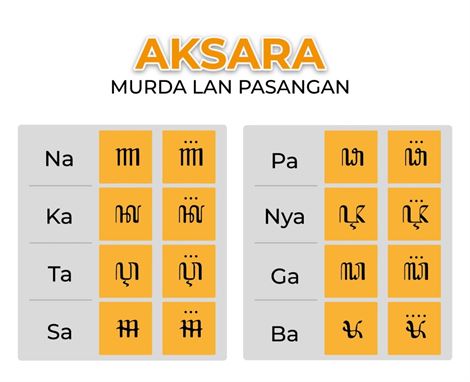 AKSARA
MURDA LAN PASANGAN
Na ꦟ ...꧀ꦟ
Ka ꦑ ...꧀ꦑ
Ta ꦡ ...꧀ꦡ
Sa ꦯ ...꧀ꦯ
Pa ꦦ ...꧀ꦦ
Nya ꦘ ...꧀ꦘ
Ga ꦓ ...꧀ꦓ
Ba ꦨ ....꧀ꦨ